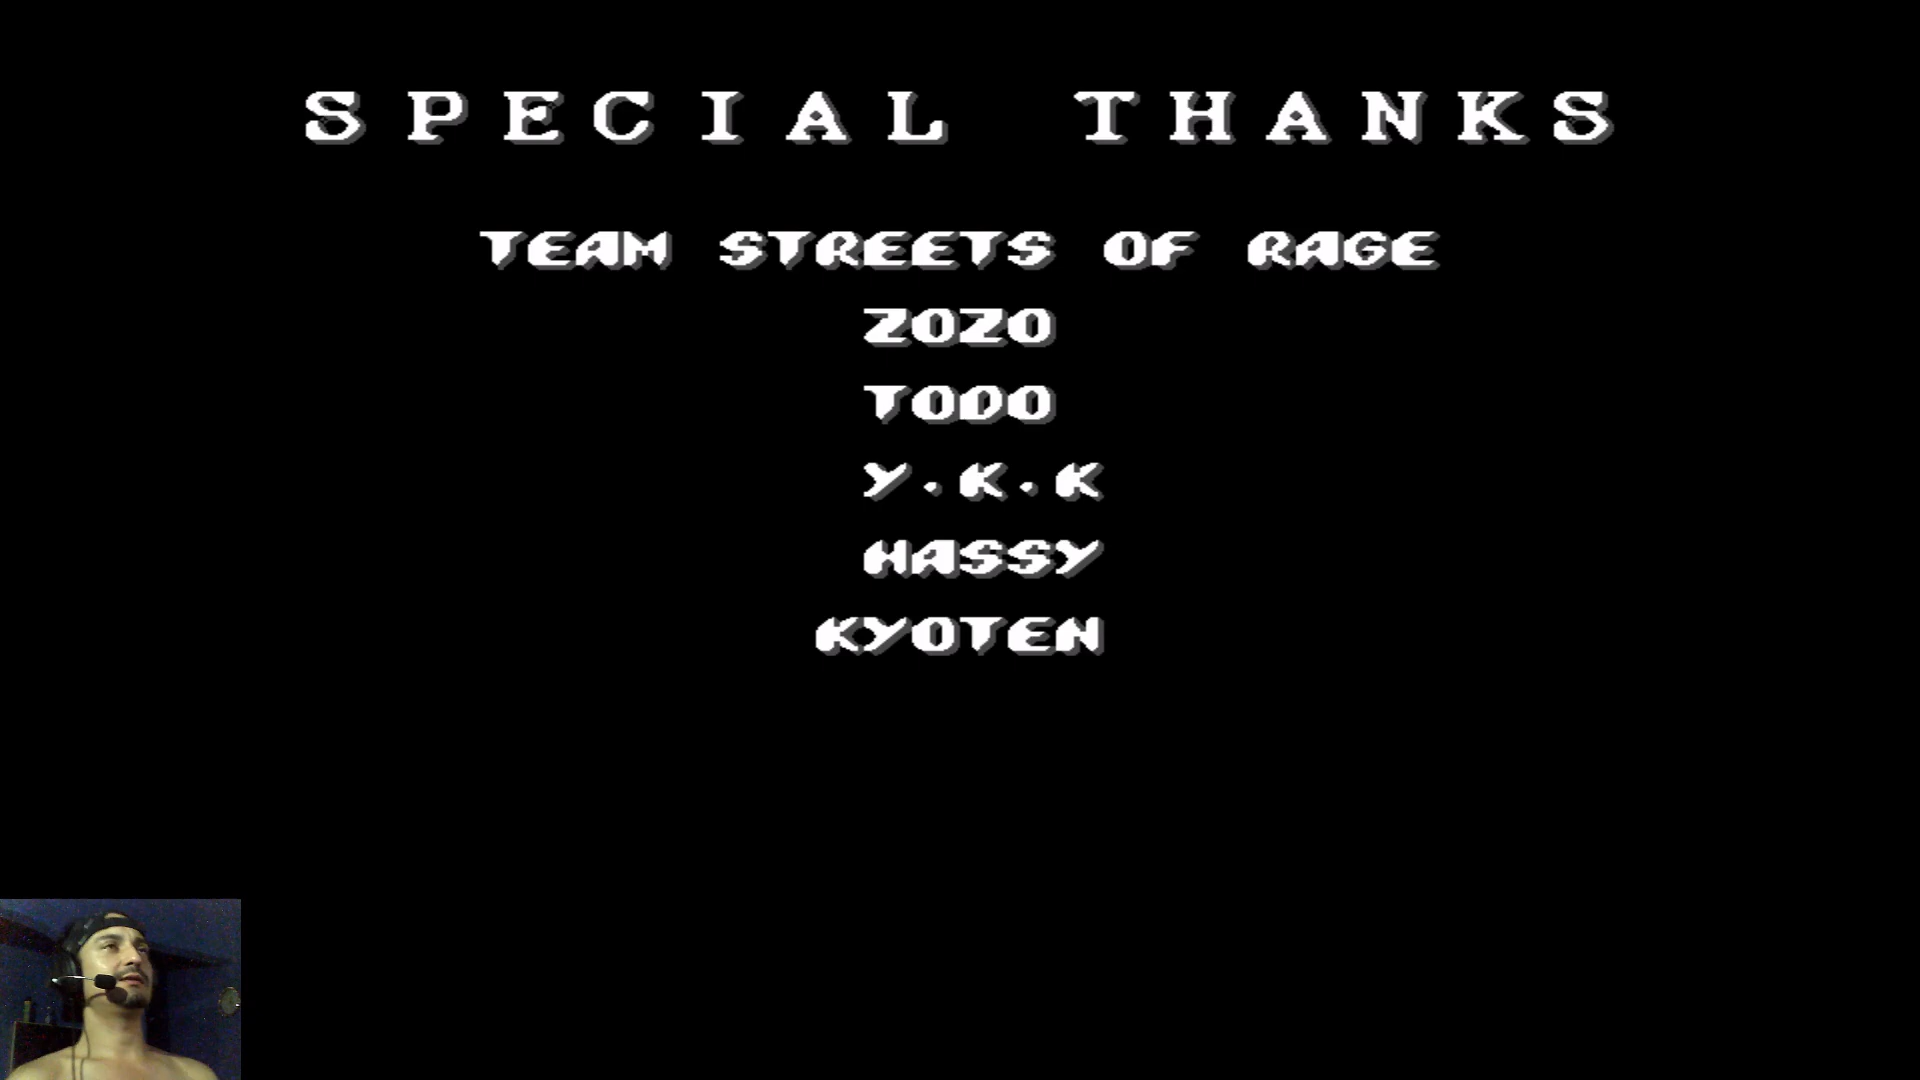 SPECIAL THANKS
TEAM STREETS OF RAGE
ZOZO
TODO
Y.K.K
HASSY
KYOTEN